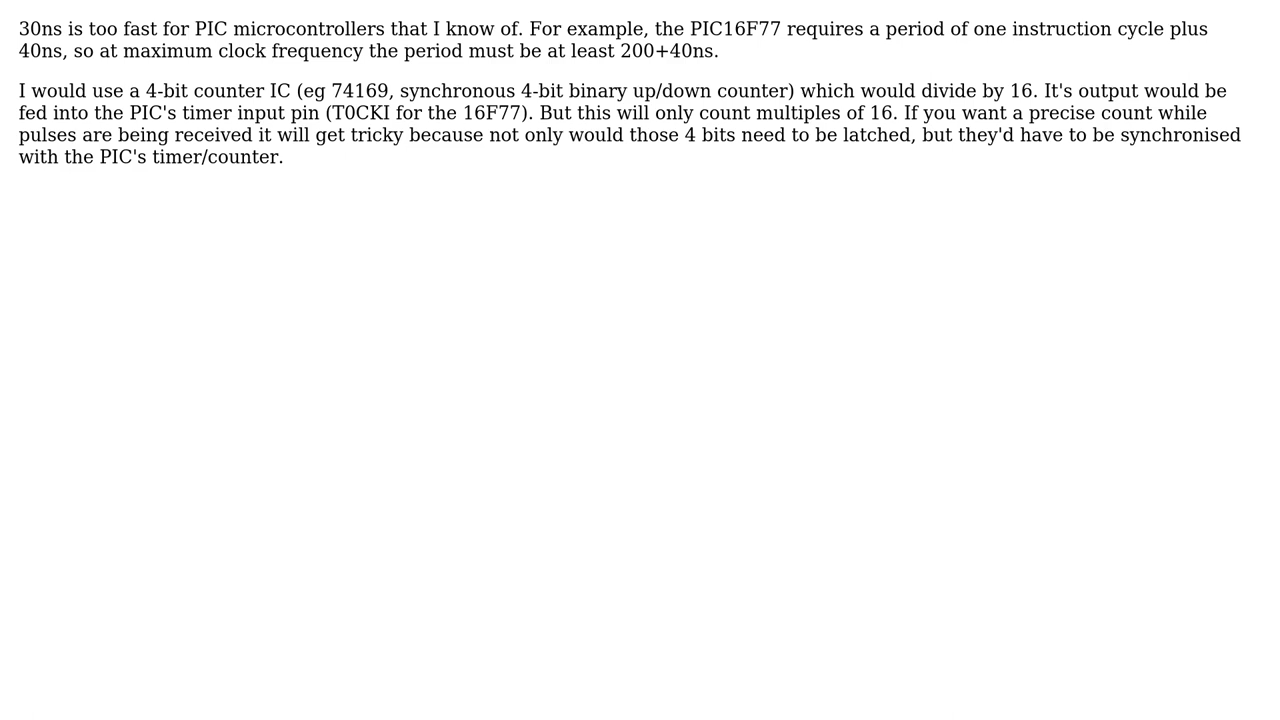 30ns is too fast for PIC microcontrollers that I know of. For example, the PIC16F77 requires a period of one instruction cycle plus
40ns, so at maximum clock frequency the period must be at least 200+40ns.
I would use a 4-bit counter IC (eg 74169, synchronous 4-bit binary up/down counter) which would divide by 16. It's output would be
fed into the PIC's timer input pin (T0CKI for the 16F77). But this will only count multiples of 16. If you want a precise count while
pulses are being received it will get tricky because not only would those 4 bits need to be latched, but they'd have to be synchronised
with the PIC's timer/counter.